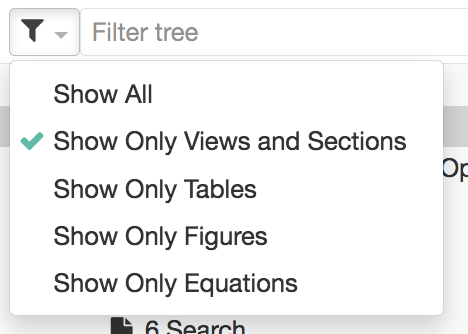 Filter tree
Show All
Show Only Views and Sections
Show Only Tables
Show Only Figures
Show Only Equations
6 Search